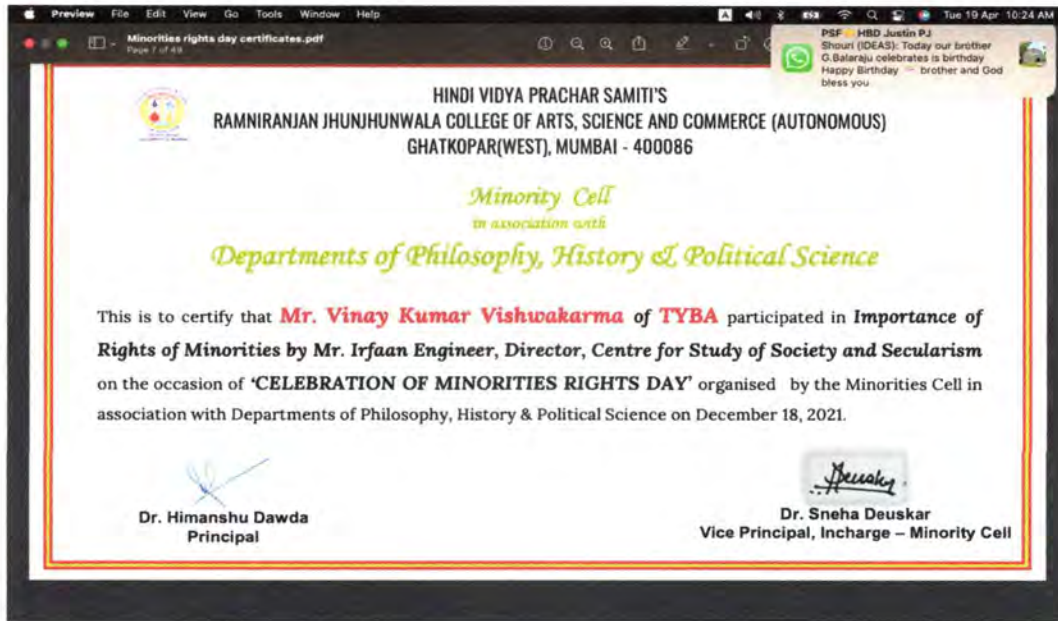 Preview File Edit View Go Tools Window Help
A Tue 19 Apr 10:24 AM
Minorities rights day certificates.pdf
Page 7 of 49
PSF HBD Justin PJ
Shouri (IDEAS): Today our brother
G.Balaraju celebrates is birthday
Happy Birthday brother and God
bless you
HINDI VIDYA PRACHAR SAMITI'S
RAMNIRANJAN JHUNJHUNWALA COLLEGE OF ARTS, SCIENCE AND COMMERCE (AUTONOMOUS)
GHATKOPAR(WEST), MUMBAI - 400086
Minority Cell
in association with
Departments of Philosophy, History & Political Science
This is to certify that Mr. Vinay Kumar Vishwakarma of TYBA participated in Importance of
Rights of Minorities by Mr. Irfaan Engineer, Director, Centre for Study of Society and Secularism
on the occasion of ‘CELEBRATION OF MINORITIES RIGHTS DAY’ organised by the Minorities Cell in
association with Departments of Philosophy, History & Political Science on December 18, 2021.
Deuskar
Dr. Himanshu Dawda
Principal
Dr. Sneha Deuskar
Vice Principal, Incharge – Minority Cell